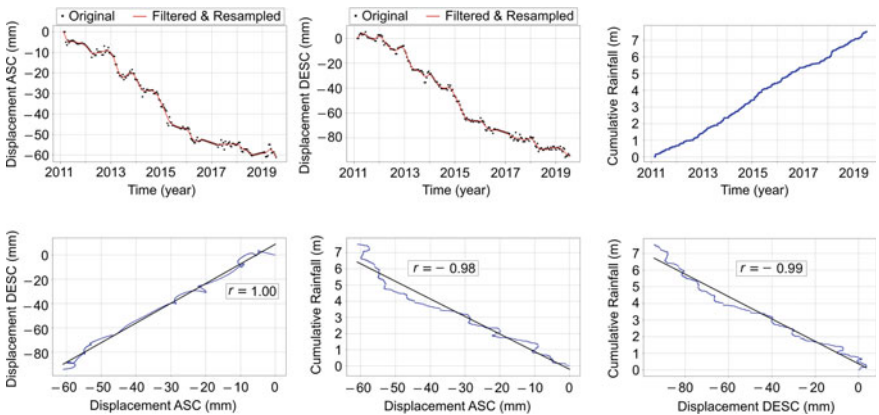 • Original — Filtered & Resampled
Displacement ASC (mm)
0
−10
−20
−30
−40
−50
−60
2011 2013 2015 2017 2019
Time (year)
• Original — Filtered & Resampled
Displacement DESC (mm)
0
−20
−40
−60
−80
2011 2013 2015 2017 2019
Time (year)
Cumulative Rainfall (m)
7
6
5
4
3
2
1
0
2011 2013 2015 2017 2019
Time (year)
Displacement DESC (mm)
0
−20
−40
−60
−80
r = 1.00
−60 −50 −40 −30 −20 −10 0
Displacement ASC (mm)
Cumulative Rainfall (m)
7
6
5
4
3
2
1
0
r = − 0.98
−60 −50 −40 −30 −20 −10 0
Displacement ASC (mm)
Cumulative Rainfall (m)
7
6
5
4
3
2
1
0
r = − 0.99
−80 −60 −40 −20 0
Displacement DESC (mm)